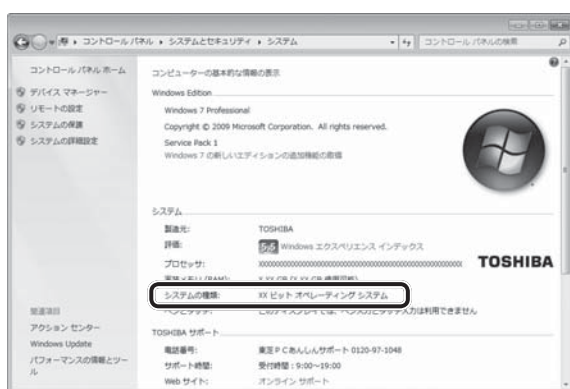 コントロール パネル ▸ システムとセキュリティ ▸ システム
コントロール パネルの検索
コントロール パネル ホーム
デバイス マネージャー
リモートの設定
システムの保護
システムの詳細設定
コンピューターの基本的な情報の表示
Windows Edition
Windows 7 Professional
Copyright © 2009 Microsoft Corporation. All rights reserved.
Service Pack 1
Windows 7 の新しいエディションの追加機能の取得
システム
製造元: TOSHIBA
評価: Windows エクスペリエンス インデックス
プロセッサ:
TOSHIBA
システムの種類: XX ビット オペレーティング システム
TOSHIBA サポート
電話番号: 東芝ＰＣあんしんサポート 0120-97-1048
サポート時間: 受付時間：9:00～19:00
Web サイト: オンライン サポート
関連項目
アクション センター
Windows Update
パフォーマンスの情報とツー
ル